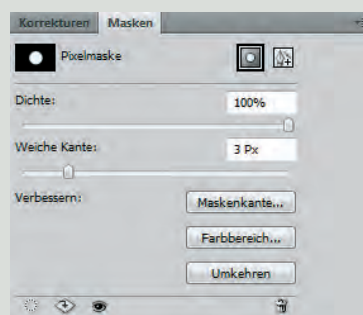 Korrekturen Masken
Pixelmaske
Dichte: 100%
Weiche Kante: 3 Px
Verbessern: Maskenkante...
Farbbereich...
Umkehren